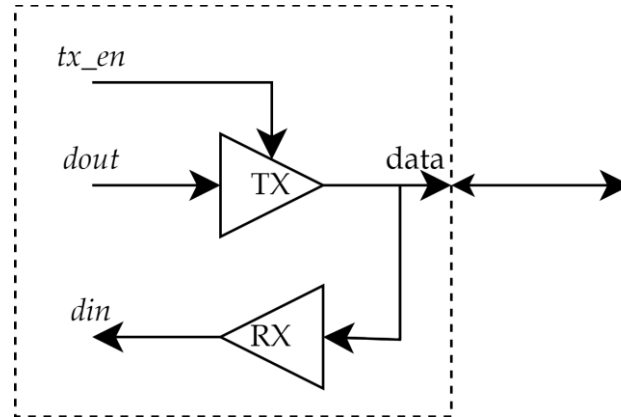 tx_en
dout
TX
data
din
RX